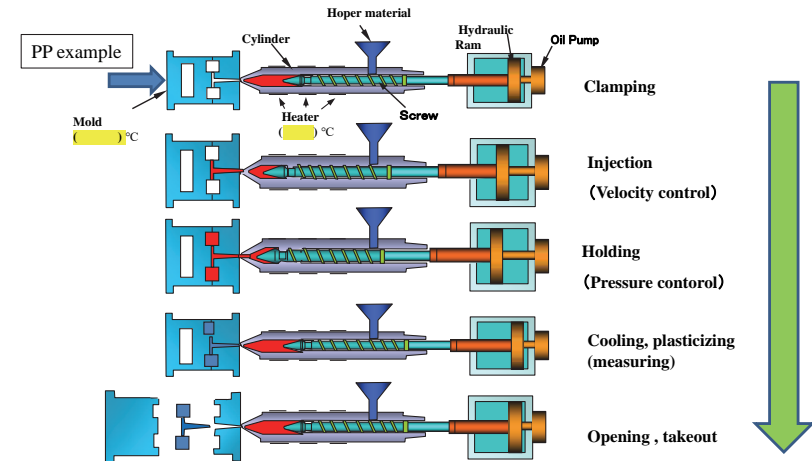 Hoper material
Hydraulic
Ram
Oil Pump
Cylinder
PP example
Clamping
Screw
Mold
(          ) ℃
Heater
(       ) ℃
Injection
（Velocity control）
Holding
（Pressure contorol）
Cooling, plasticizing
(measuring)
Opening , takeout